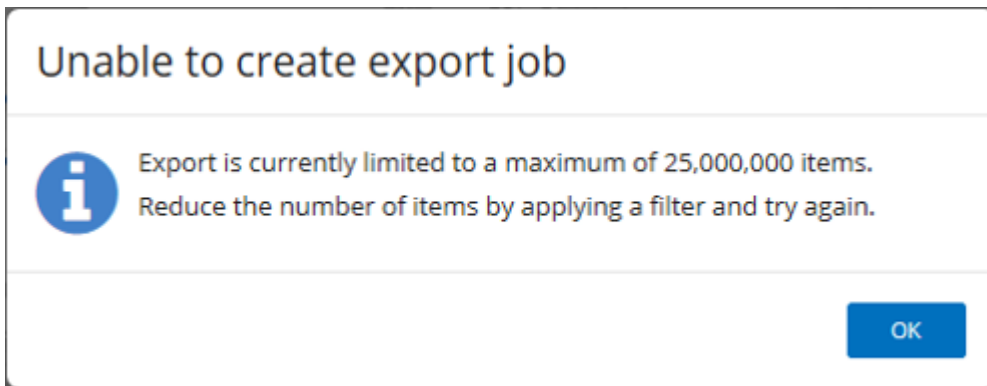 Unable to create export job
Export is currently limited to a maximum of 25,000,000 items.
Reduce the number of items by applying a filter and try again.
OK